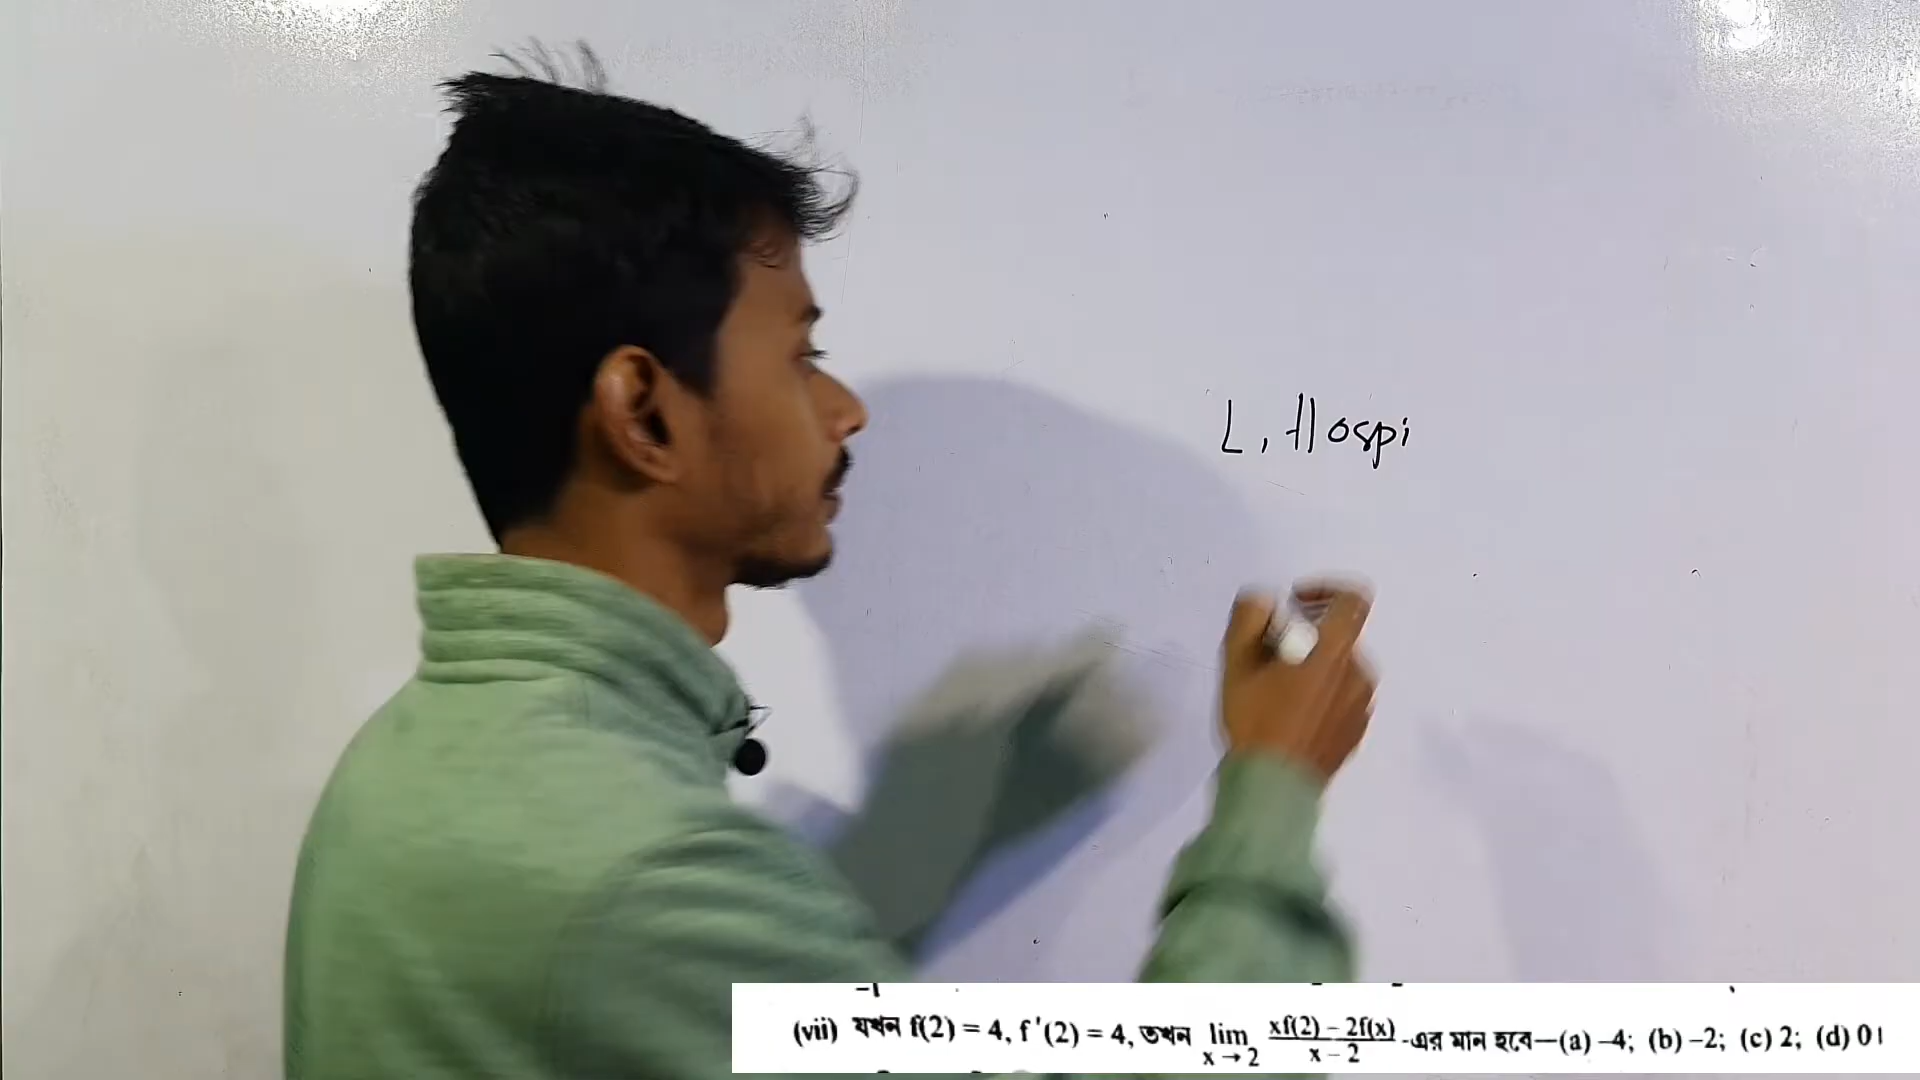 L, Hospi
(vii) যখন f(2) = 4, f '(2) = 4, তখন lim x → 2 xf(2) – 2f(x) / x – 2 -এর মান হবে—(a) –4; (b) –2; (c) 2; (d) 0।